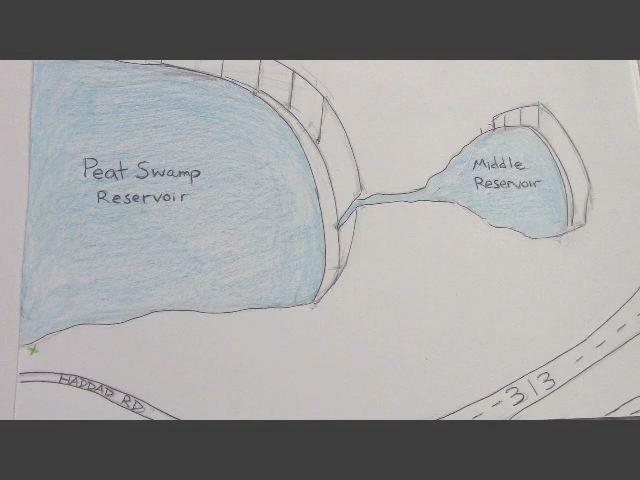 Peat Swamp
Reservoir
Middle
Reservoir
HADDAD RD
313